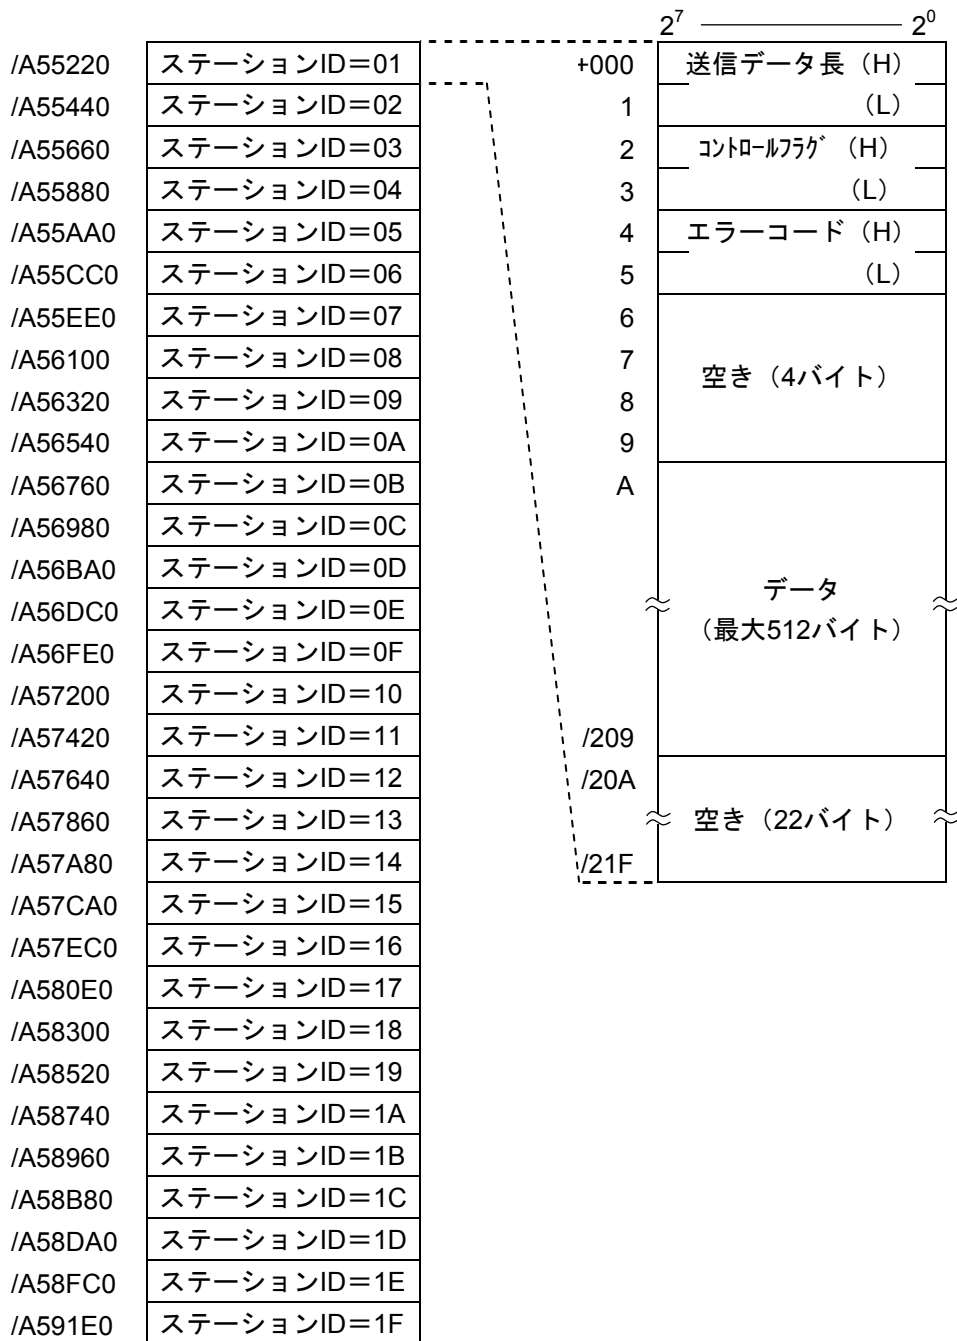 2⁷ 2⁰
/A55220 ステーションID＝01
/A55440 ステーションID＝02
/A55660 ステーションID＝03
/A55880 ステーションID＝04
/A55AA0 ステーションID＝05
/A55CC0 ステーションID＝06
/A55EE0 ステーションID＝07
/A56100 ステーションID＝08
/A56320 ステーションID＝09
/A56540 ステーションID＝0A
/A56760 ステーションID＝0B
/A56980 ステーションID＝0C
/A56BA0 ステーションID＝0D
/A56DC0 ステーションID＝0E
/A56FE0 ステーションID＝0F
/A57200 ステーションID＝10
/A57420 ステーションID＝11
/A57640 ステーションID＝12
/A57860 ステーションID＝13
/A57A80 ステーションID＝14
/A57CA0 ステーションID＝15
/A57EC0 ステーションID＝16
/A580E0 ステーションID＝17
/A58300 ステーションID＝18
/A58520 ステーションID＝19
/A58740 ステーションID＝1A
/A58960 ステーションID＝1B
/A58B80 ステーションID＝1C
/A58DA0 ステーションID＝1D
/A58FC0 ステーションID＝1E
/A591E0 ステーションID＝1F
+000 送信データ長（H）
1 （L）
2 ｺﾝﾄﾛｰﾙﾌﾗｸﾞ（H）
3 （L）
4 エラーコード（H）
5 （L）
6
7
空き（4バイト）
8
9
A
データ
（最大512バイト）
/209
/20A
空き（22バイト）
/21F